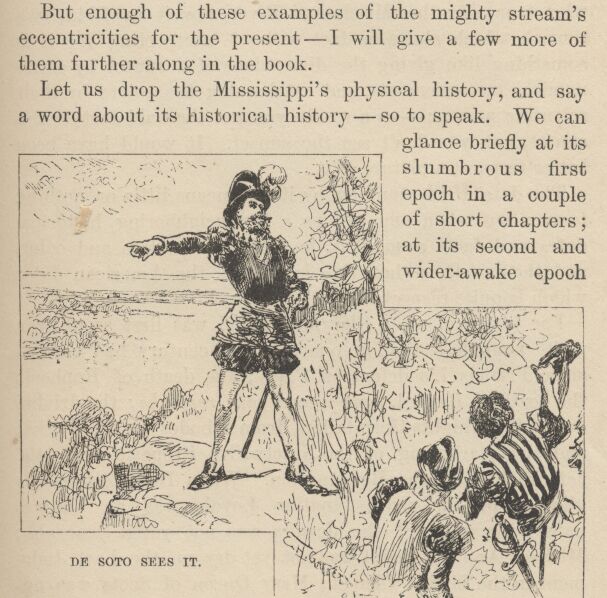 But enough of these examples of the mighty stream's
eccentricities for the present—I will give a few more of
them further along in the book.
Let us drop the Mississippi's physical history, and say
a word about its historical history—so to speak. We can
glance briefly at its
slumbrous first
epoch in a couple
of short chapters;
at its second and
wider-awake epoch
DE SOTO SEES IT.